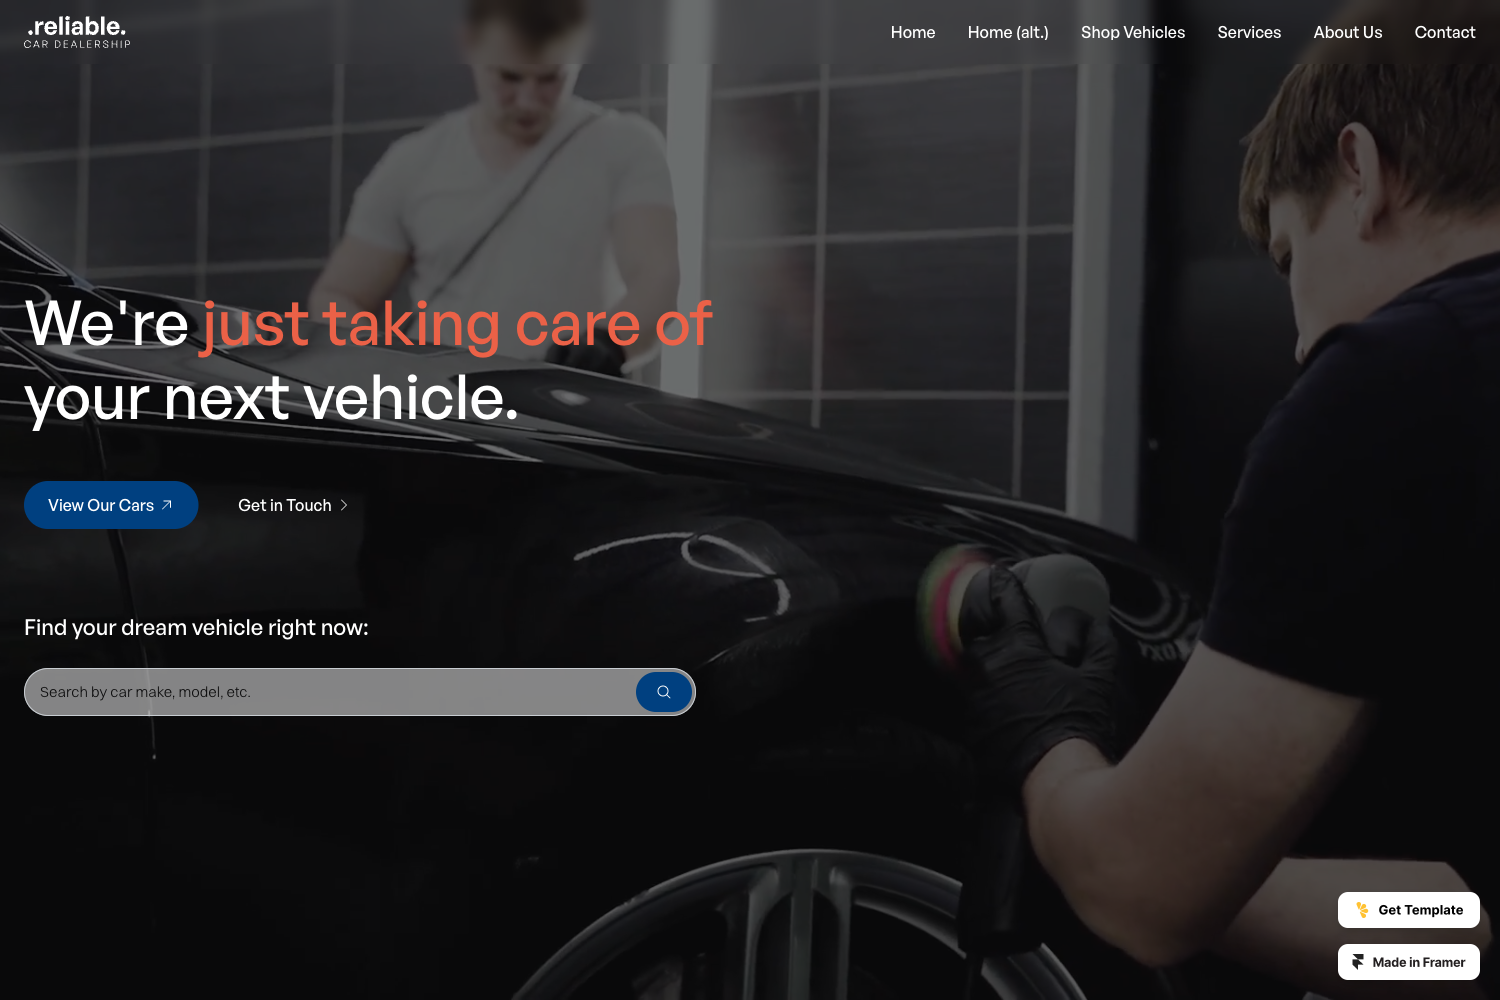 .reliable.
CAR DEALERSHIP
Home
Home (alt.)
Shop Vehicles
Services
About Us
Contact
We're just taking care of
your next vehicle.
View Our Cars
Get in Touch
Find your dream vehicle right now:
Search by car make, model, etc.
Get Template
Made in Framer